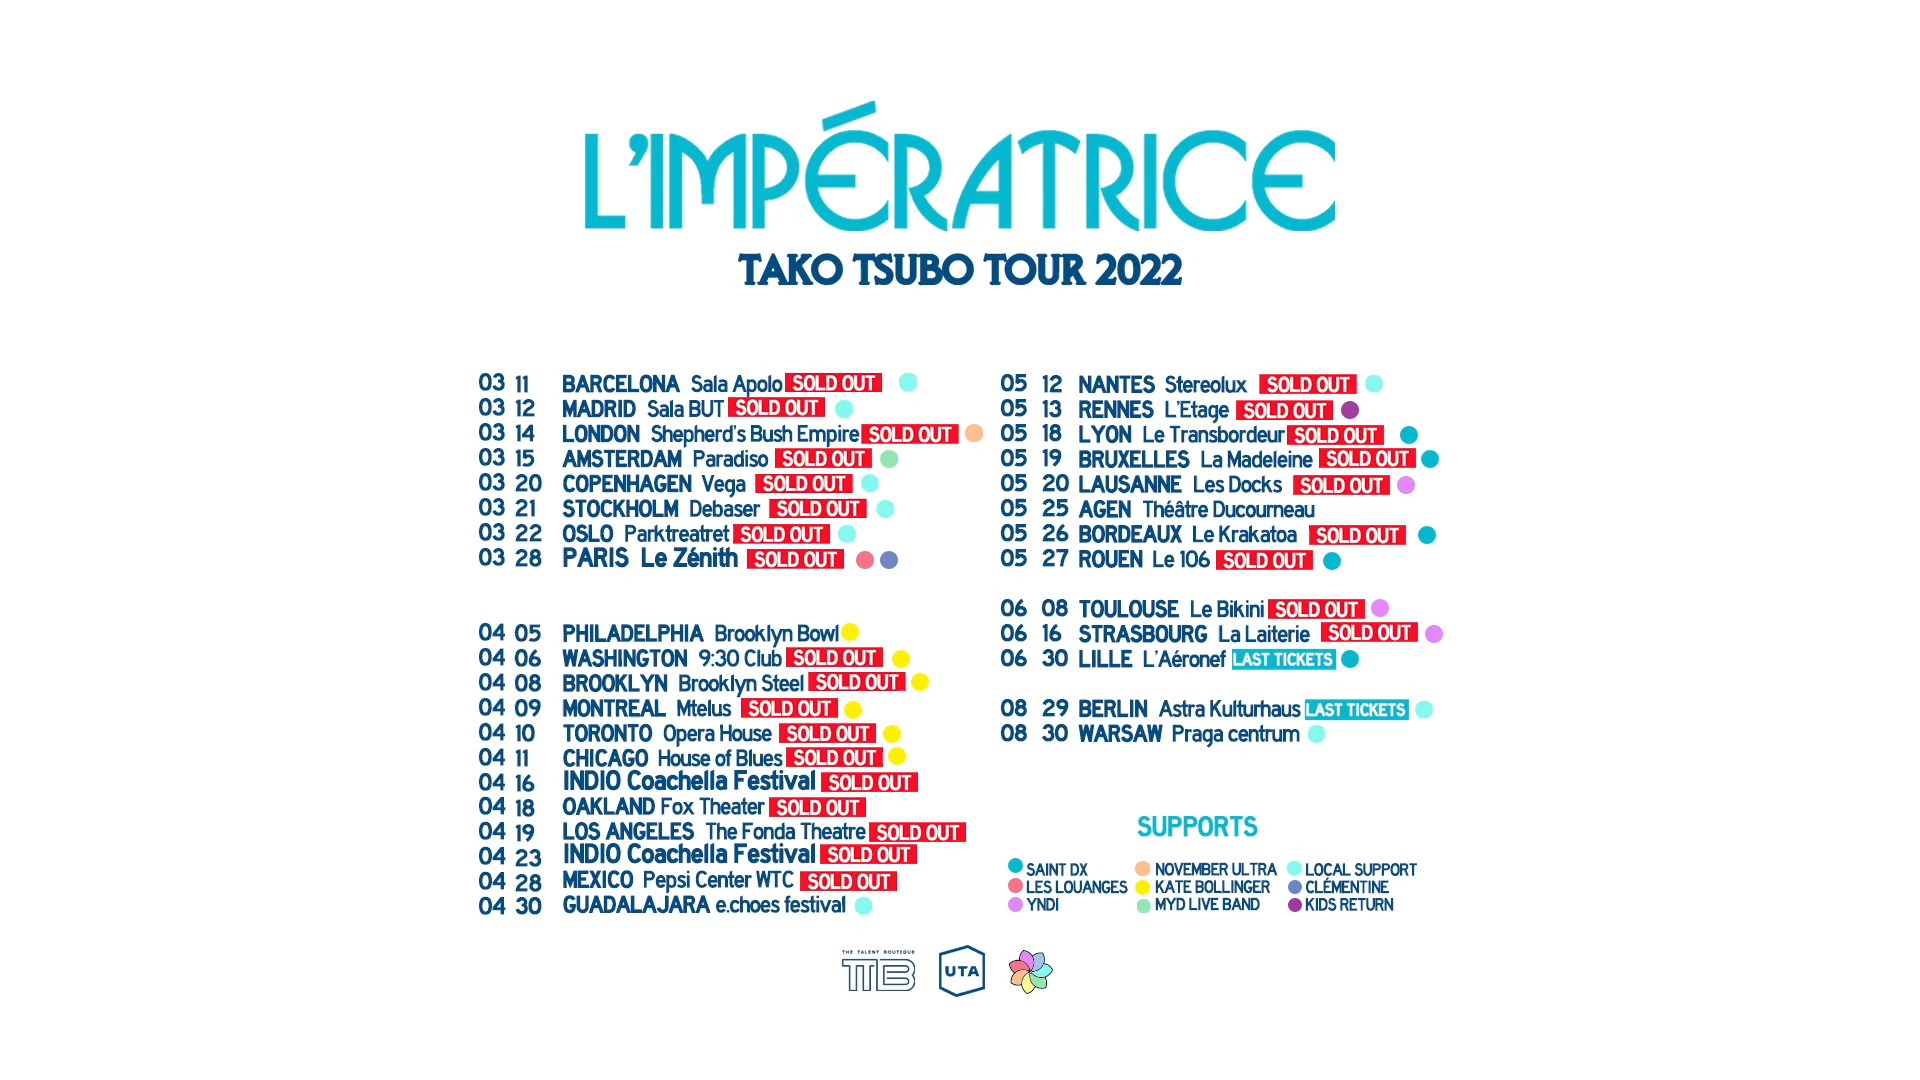 L'IMPÉRATRICE
TAKO TSUBO TOUR 2022
03 11 BARCELONA Sala Apolo SOLD OUT
03 12 MADRID Sala BUT SOLD OUT
03 14 LONDON Shepherd's Bush Empire SOLD OUT
03 15 AMSTERDAM Paradiso SOLD OUT
03 20 COPENHAGEN Vega SOLD OUT
03 21 STOCKHOLM Debaser SOLD OUT
03 22 OSLO Parktreatret SOLD OUT
03 28 PARIS Le Zénith SOLD OUT
04 05 PHILADELPHIA Brooklyn Bowl
04 06 WASHINGTON 9:30 Club SOLD OUT
04 08 BROOKLYN Brooklyn Steel SOLD OUT
04 09 MONTREAL Mtelus SOLD OUT
04 10 TORONTO Opera House SOLD OUT
04 11 CHICAGO House of Blues SOLD OUT
04 16 INDIO Coachella Festival SOLD OUT
04 18 OAKLAND Fox Theater SOLD OUT
04 19 LOS ANGELES The Fonda Theatre SOLD OUT
04 23 INDIO Coachella Festival SOLD OUT
04 28 MEXICO Pepsi Center WTC SOLD OUT
04 30 GUADALAJARA e.choes festival
05 12 NANTES Stereolux SOLD OUT
05 13 RENNES L'Etage SOLD OUT
05 18 LYON Le Transbordeur SOLD OUT
05 19 BRUXELLES La Madeleine SOLD OUT
05 20 LAUSANNE Les Docks SOLD OUT
05 25 AGEN Théâtre Ducourneau
05 26 BORDEAUX Le Krakatoa SOLD OUT
05 27 ROUEN Le 106 SOLD OUT
06 08 TOULOUSE Le Bikini SOLD OUT
06 16 STRASBOURG La Laiterie SOLD OUT
06 30 LILLE L'Aéronef LAST TICKETS
08 29 BERLIN Astra Kulturhaus LAST TICKETS
08 30 WARSAW Praga centrum
SUPPORTS
SAINT DX NOVEMBER ULTRA LOCAL SUPPORT
LES LOUANGES KATE BOLLINGER CLÉMENTINE
YNDI MYD LIVE BAND KIDS RETURN
THE TALENT BOUTIQUE
TTB UTA